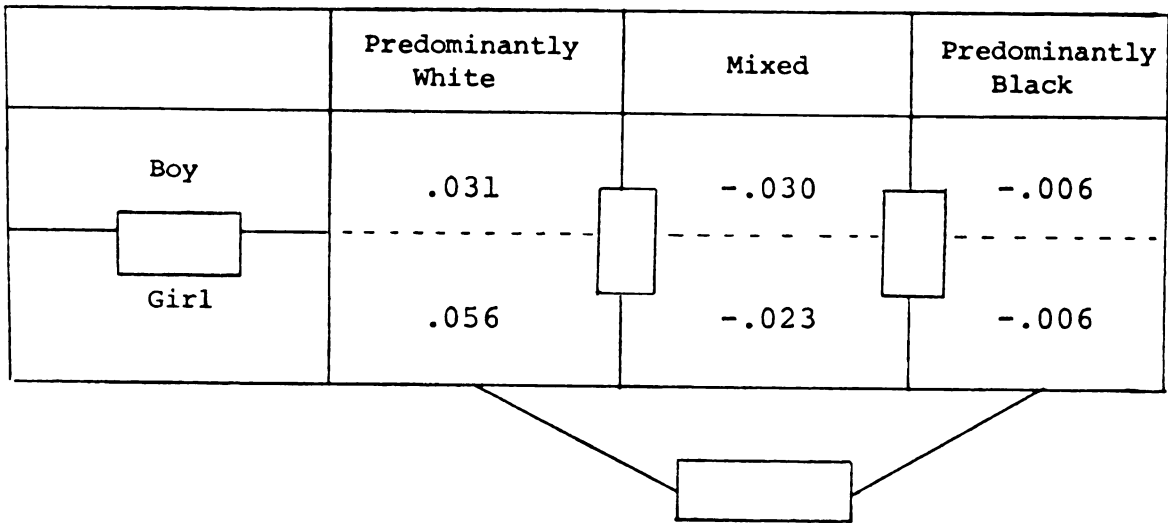 Predominantly White Mixed Predominantly Black
Boy .031 -.030 -.006
Girl .056 -.023 -.006